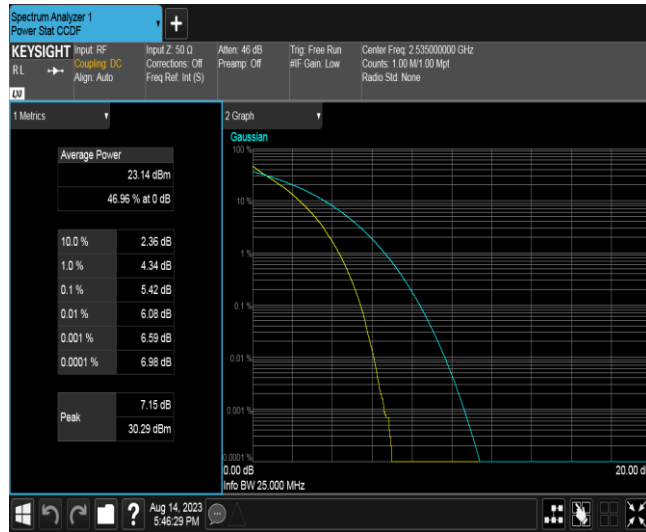 Spectrum Analyzer 1
Power Stat CCDF
+
KEYSIGHT
RL
LXI
Input: RF
Coupling: DC
Align: Auto
Input Z: 50 Ω
Corrections: Off
Freq Ref: Int (S)
Atten: 46 dB
Preamp: Off
Trig: Free Run
#IF Gain: Low
Center Freq: 2.535000000 GHz
Counts: 1.00 M/1.00 Mpt
Radio Std: None
1 Metrics
Average Power
23.14 dBm
46.96 % at 0 dB
10.0 % 2.36 dB
1.0 % 4.34 dB
0.1 % 5.42 dB
0.01 % 6.08 dB
0.001 % 6.59 dB
0.0001 % 6.98 dB
Peak
7.15 dB
30.29 dBm
2 Graph
Gaussian
100 %
10 %
1 %
0.1 %
0.01 %
0.001 %
0.0001 %
0.00 dB
20.00 d
Info BW 25.000 MHz
?
Aug 14, 2023
5:46:29 PM